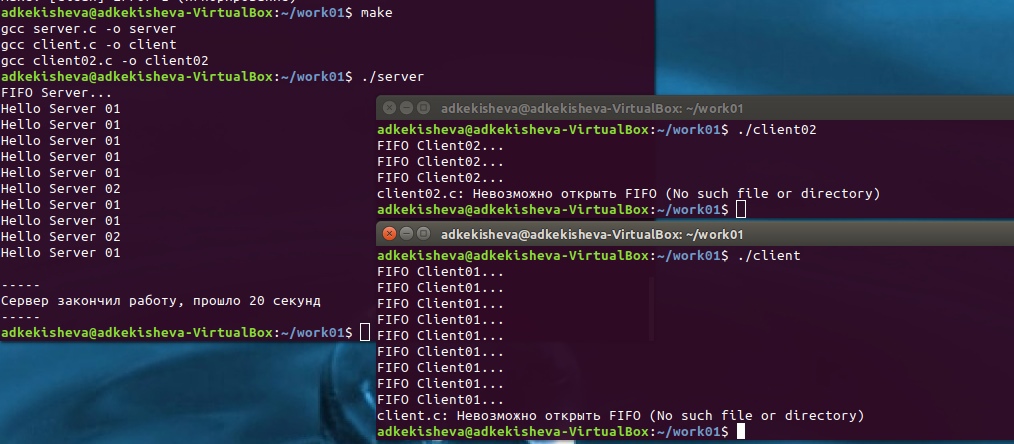 adkekisheva@adkekisheva-VirtualBox:~/work01$ make
gcc server.c -o server
gcc client.c -o client
gcc client02.c -o client02
adkekisheva@adkekisheva-VirtualBox:~/work01$ ./server
FIFO Server...
Hello Server 01
Hello Server 01
Hello Server 01
Hello Server 01
Hello Server 01
Hello Server 02
Hello Server 01
Hello Server 01
Hello Server 02
Hello Server 01
-----
Сервер закончил работу, прошло 20 секунд
-----
adkekisheva@adkekisheva-VirtualBox:~/work01$
adkekisheva@adkekisheva-VirtualBox: ~/work01
adkekisheva@adkekisheva-VirtualBox:~/work01$ ./client02
FIFO Client02...
FIFO Client02...
FIFO Client02...
client02.c: Невозможно открыть FIFO (No such file or directory)
adkekisheva@adkekisheva-VirtualBox:~/work01$
adkekisheva@adkekisheva-VirtualBox: ~/work01
adkekisheva@adkekisheva-VirtualBox:~/work01$ ./client
FIFO Client01...
FIFO Client01...
FIFO Client01...
FIFO Client01...
FIFO Client01...
FIFO Client01...
FIFO Client01...
FIFO Client01...
FIFO Client01...
client.c: Невозможно открыть FIFO (No such file or directory)
adkekisheva@adkekisheva-VirtualBox:~/work01$